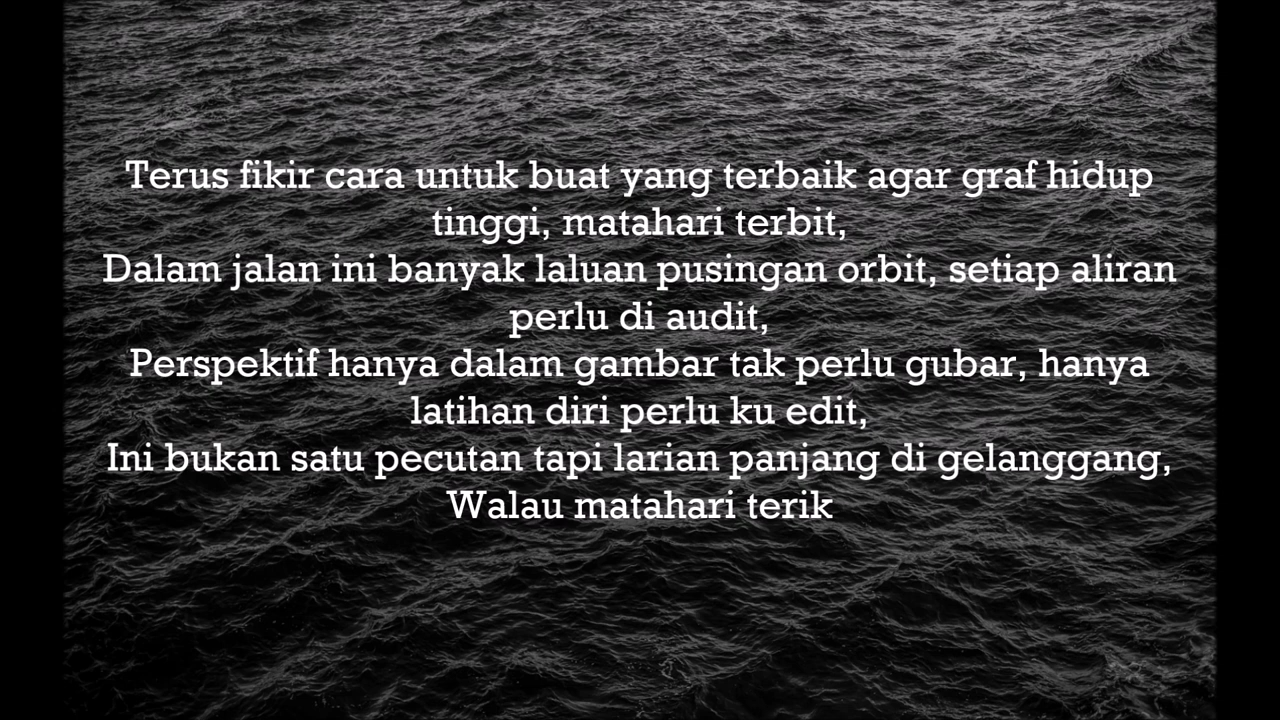 Terus fikir cara untuk buat yang terbaik agar graf hidup
tinggi, matahari terbit,
Dalam jalan ini banyak laluan pusingan orbit, setiap aliran
perlu di audit,
Perspektif hanya dalam gambar tak perlu gubar, hanya
latihan diri perlu ku edit,
Ini bukan satu pecutan tapi larian panjang di gelanggang,
Walau matahari terik